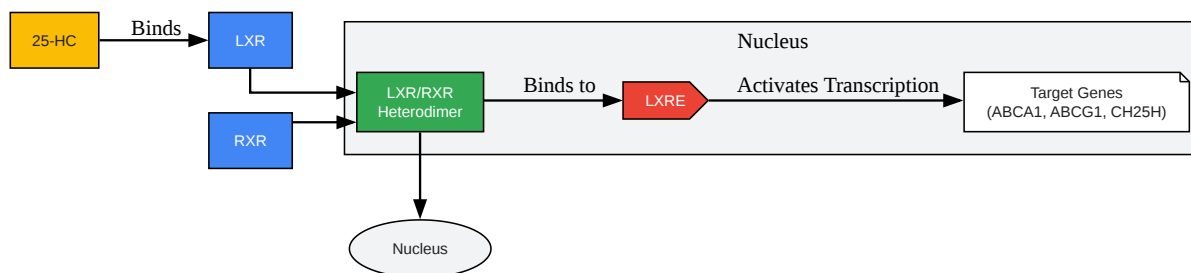 25-HC
Binds
LXR
RXR
Nucleus
LXR/RXR
Heterodimer
Binds to
LXRE
Activates Transcription
Target Genes
(ABCA1, ABCG1, CH25H)
Nucleus